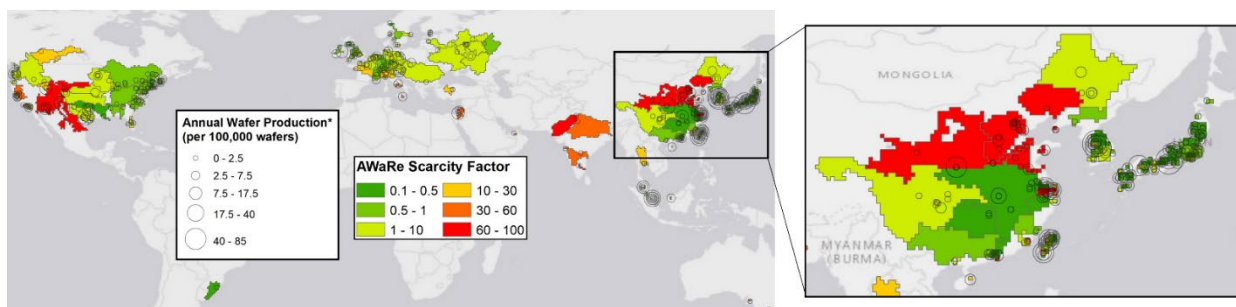 Annual Wafer Production*
(per 100,000 wafers)
0 - 2.5
2.5 - 7.5
7.5 - 17.5
17.5 - 40
40 - 85
AWaRe Scarcity Factor
0.1 - 0.5
0.5 - 1
1 - 10
10 - 30
30 - 60
60 - 100
MONGOLIA
MYANMAR
(BURMA)